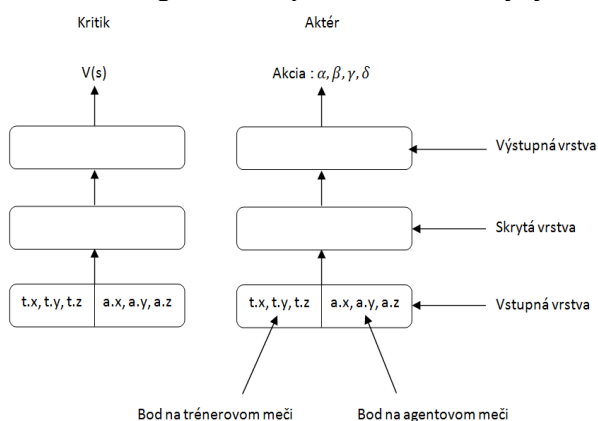 Kritik
Aktér
V(s)
Akcia : α, β, γ, δ
Výstupná vrstva
Skrytá vrstva
t.x, t.y, t.z
a.x, a.y, a.z
t.x, t.y, t.z
a.x, a.y, a.z
Vstupná vrstva
Bod na trénerovom meči
Bod na agentovom meči